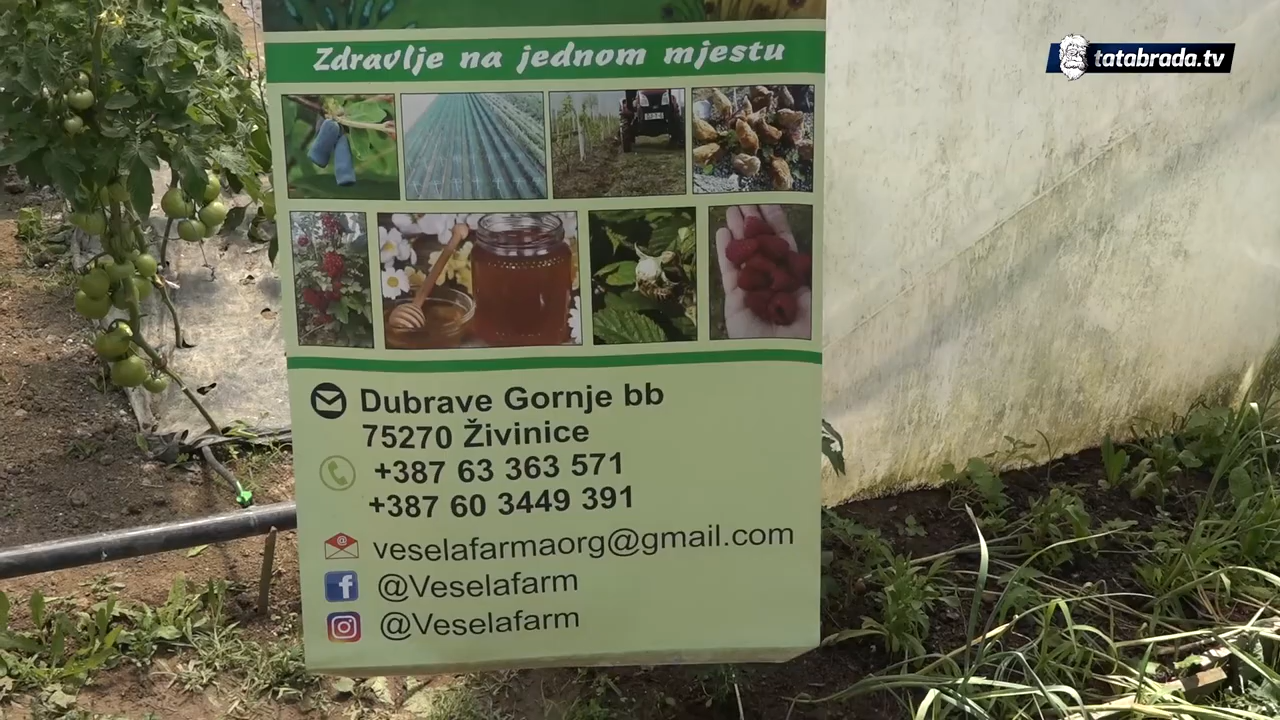 tatabrada.tv
Zdravlje na jednom mjestu
Dubrave Gornje bb
75270 Živinice
+387 63 363 571
+387 60 3449 391
veselafarmaorg@gmail.com
@Veselafarm
@Veselafarm